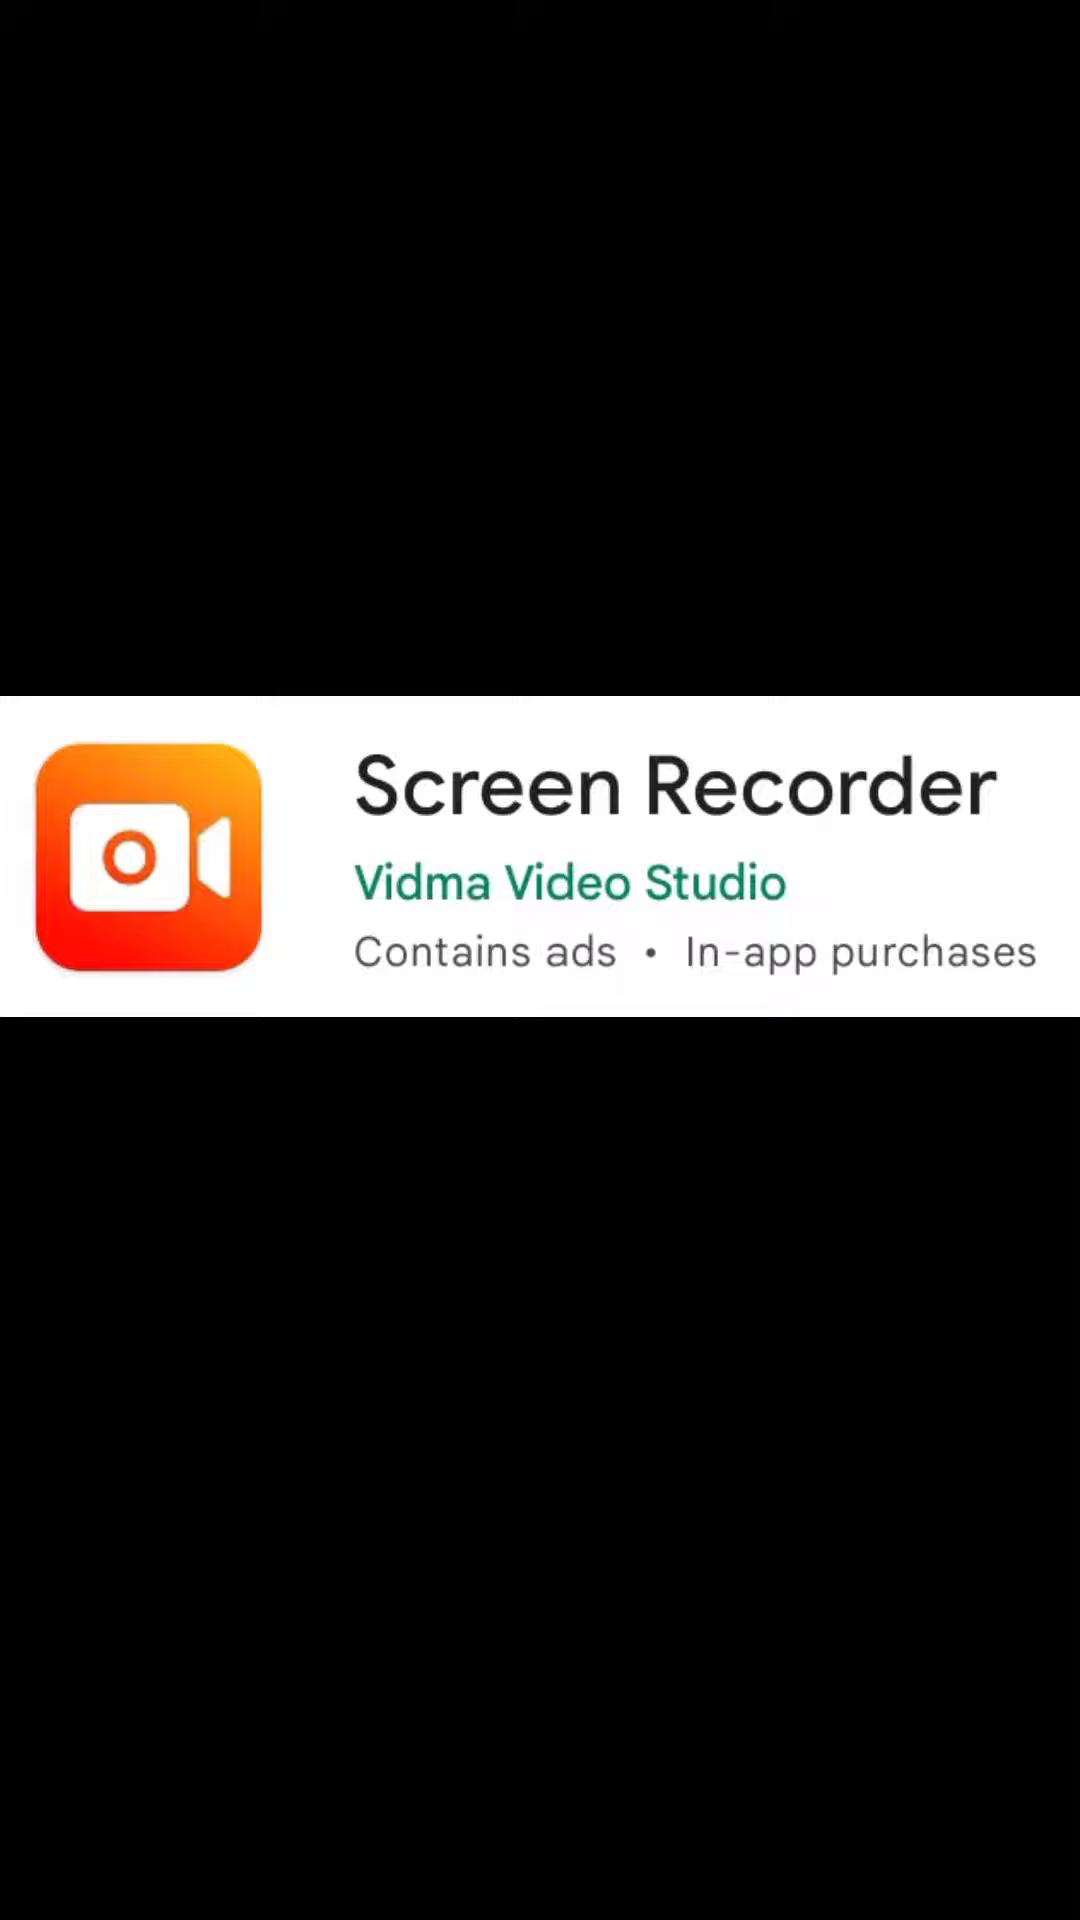 Screen Recorder
Vidma Video Studio
Contains ads • In-app purchases